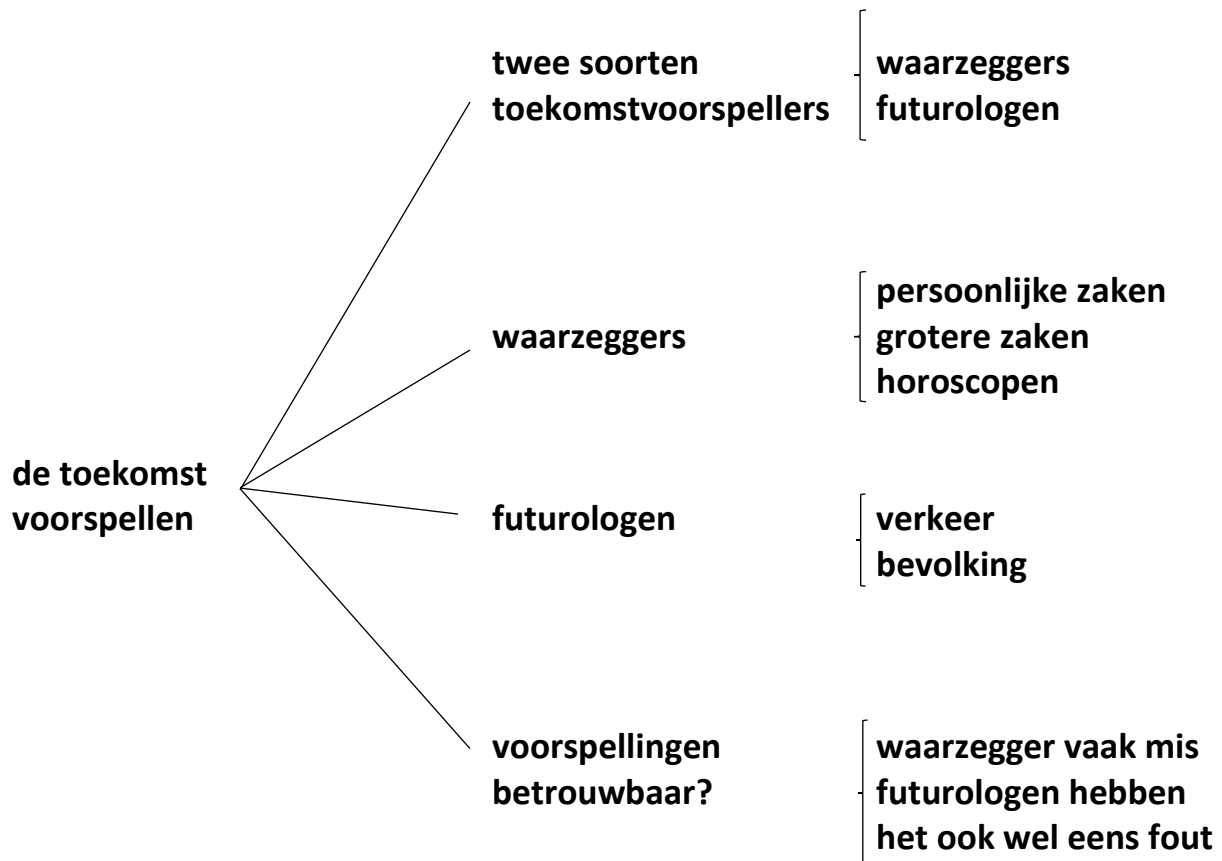 twee soorten
toekomstvoorspellers
waarzeggers
futurologen
waarzeggers
persoonlijke zaken
grotere zaken
horoscopen
de toekomst
voorspellen
futurologen
verkeer
bevolking
voorspellingen
betrouwbaar?
waarzegger vaak mis
futurologen hebben
het ook wel eens fout